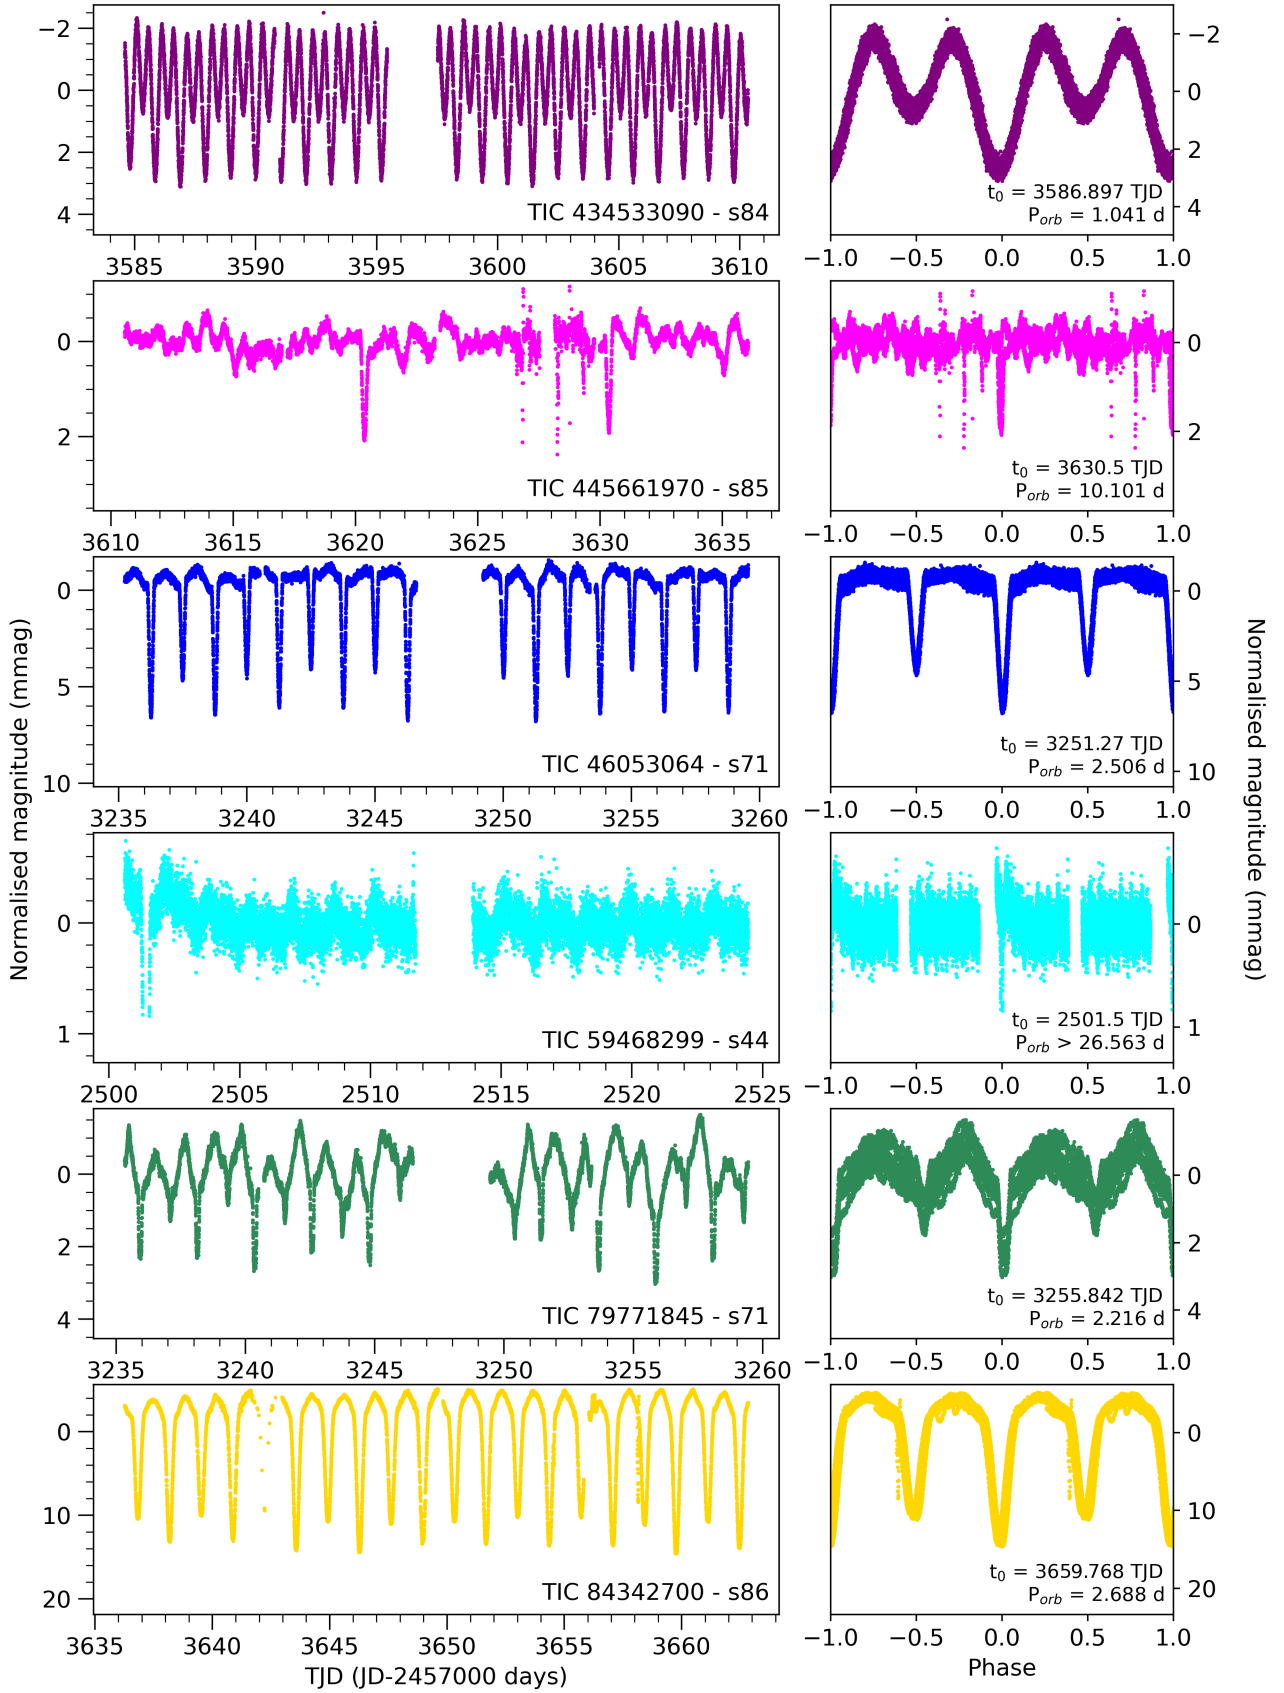 −2
0
2
4
TIC 434533090 - s84
3585 3590 3595 3600 3605 3610
−2
0
2
4
t₀ = 3586.897 TJD
Pₒᵣb = 1.041 d
−1.0 −0.5 0.0 0.5 1.0
0
2
TIC 445661970 - s85
3610 3615 3620 3625 3630 3635
0
2
t₀ = 3630.5 TJD
Pₒᵣb = 10.101 d
−1.0 −0.5 0.0 0.5 1.0
0
5
10
TIC 46053064 - s71
3235 3240 3245 3250 3255 3260
0
5
10
t₀ = 3251.27 TJD
Pₒᵣb = 2.506 d
−1.0 −0.5 0.0 0.5 1.0
Normalised magnitude (mmag)
Normalised magnitude (mmag)
0
1
TIC 59468299 - s44
2500 2505 2510 2515 2520 2525
0
1
t₀ = 2501.5 TJD
Pₒᵣb > 26.563 d
−1.0 −0.5 0.0 0.5 1.0
0
2
4
TIC 79771845 - s71
3235 3240 3245 3250 3255 3260
0
2
4
t₀ = 3255.842 TJD
Pₒᵣb = 2.216 d
−1.0 −0.5 0.0 0.5 1.0
0
10
20
TIC 84342700 - s86
3635 3640 3645 3650 3655 3660
TJD (JD-2457000 days)
0
10
20
t₀ = 3659.768 TJD
Pₒᵣb = 2.688 d
−1.0 −0.5 0.0 0.5 1.0
Phase